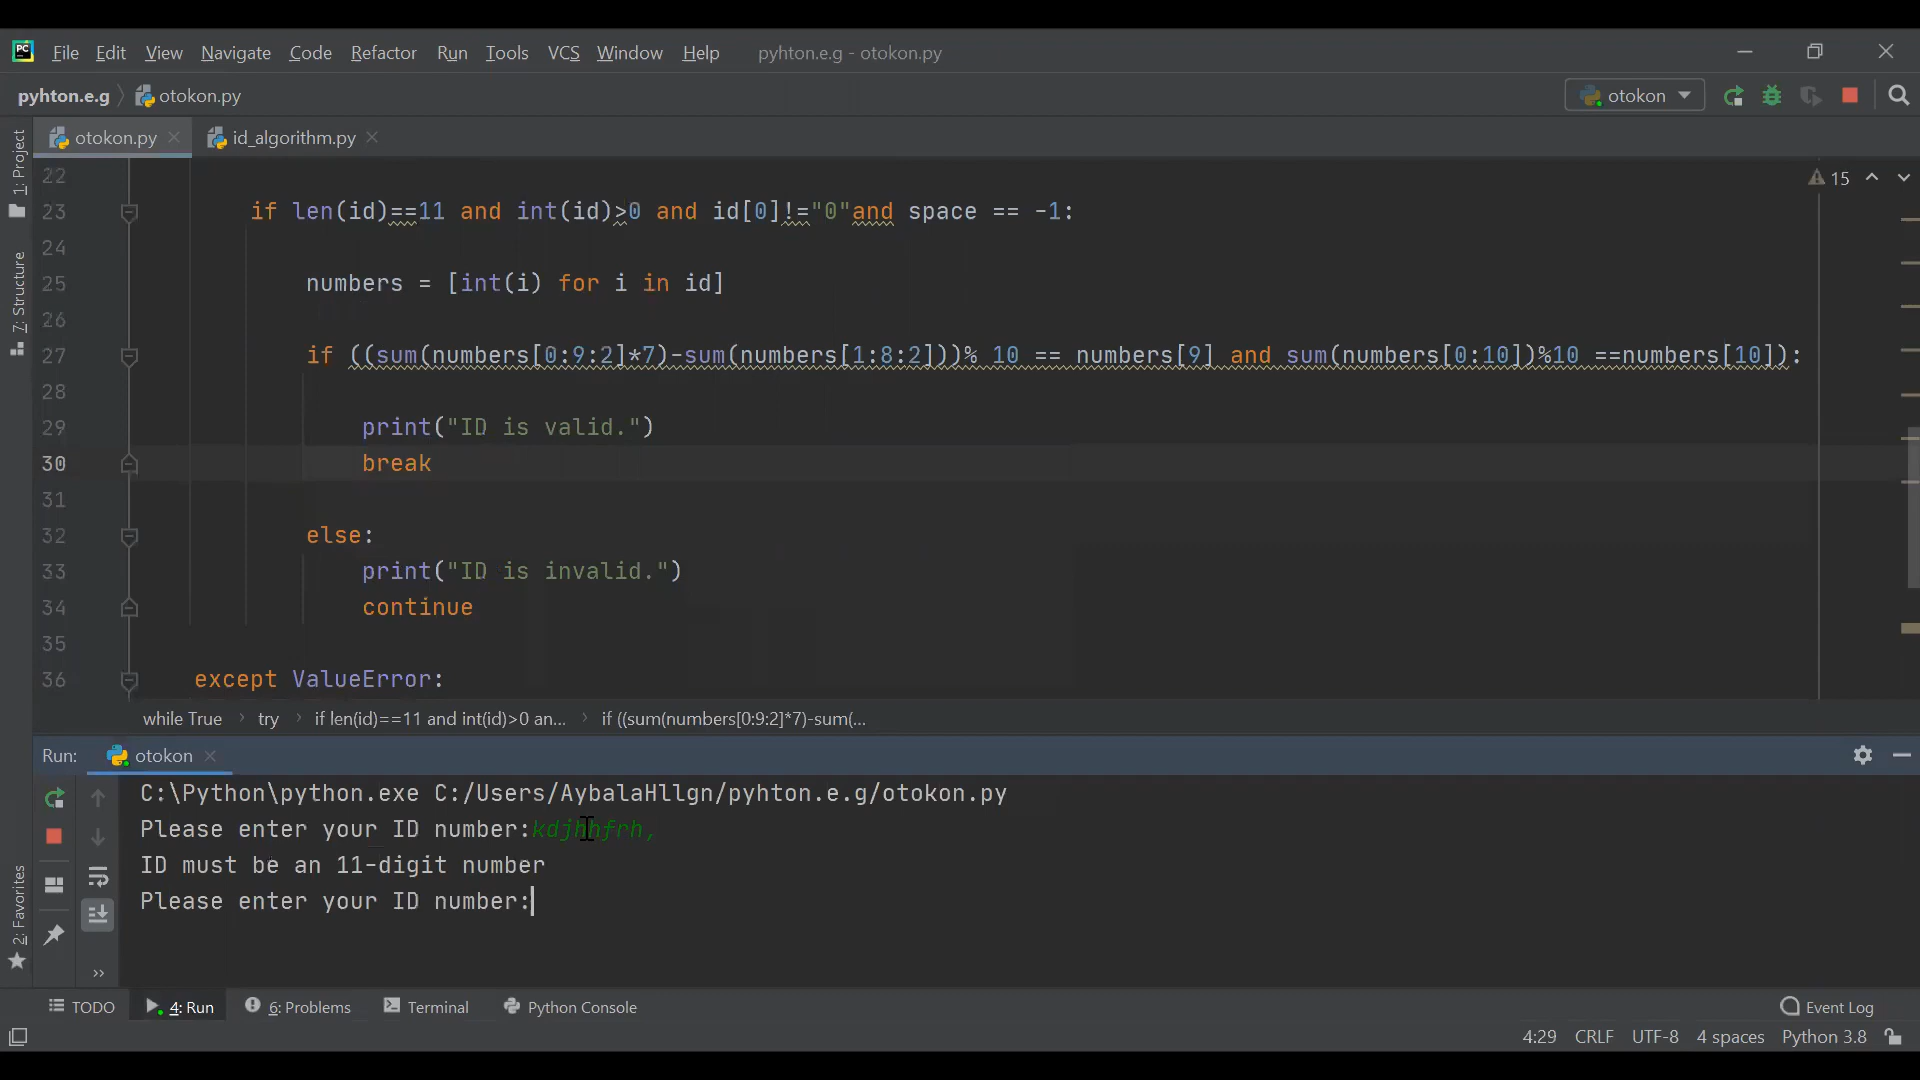 PC File Edit View Navigate Code Refactor Run Tools VCS Window Help pyhton.e.g - otokon.py
pyhton.e.g otokon.py otokon
otokon.py id_algorithm.py
1: Project
7: Structure
2: Favorites
15
22
23 if len(id)==11 and int(id)>0 and id[0]!="0"and space == -1:
24
25 numbers = [int(i) for i in id]
26
27 if ((sum(numbers[0:9:2]*7)-sum(numbers[1:8:2]))% 10 == numbers[9] and sum(numbers[0:10])%10 ==numbers[10]):
28
29 print("ID is valid.")
30 break
31
32 else:
33 print("ID is invalid.")
34 continue
35
36 except ValueError:
while True try if len(id)==11 and int(id)>0 an... if ((sum(numbers[0:9:2]*7)-sum(...
Run: otokon
C:\Python\python.exe C:/Users/AybalaHllgn/pyhton.e.g/otokon.py
Please enter your ID number:kdjhhfrh,
ID must be an 11-digit number
Please enter your ID number:
TODO 4: Run 6: Problems Terminal Python Console Event Log
4:29 CRLF UTF-8 4 spaces Python 3.8